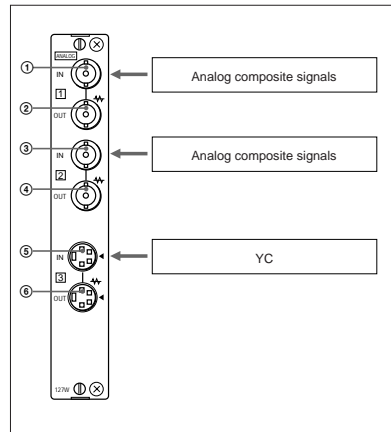 ANALOG
1
IN
Analog composite signals
1
2
OUT
3
IN
Analog composite signals
2
4
OUT
5
IN
YC
3
6
OUT
127W